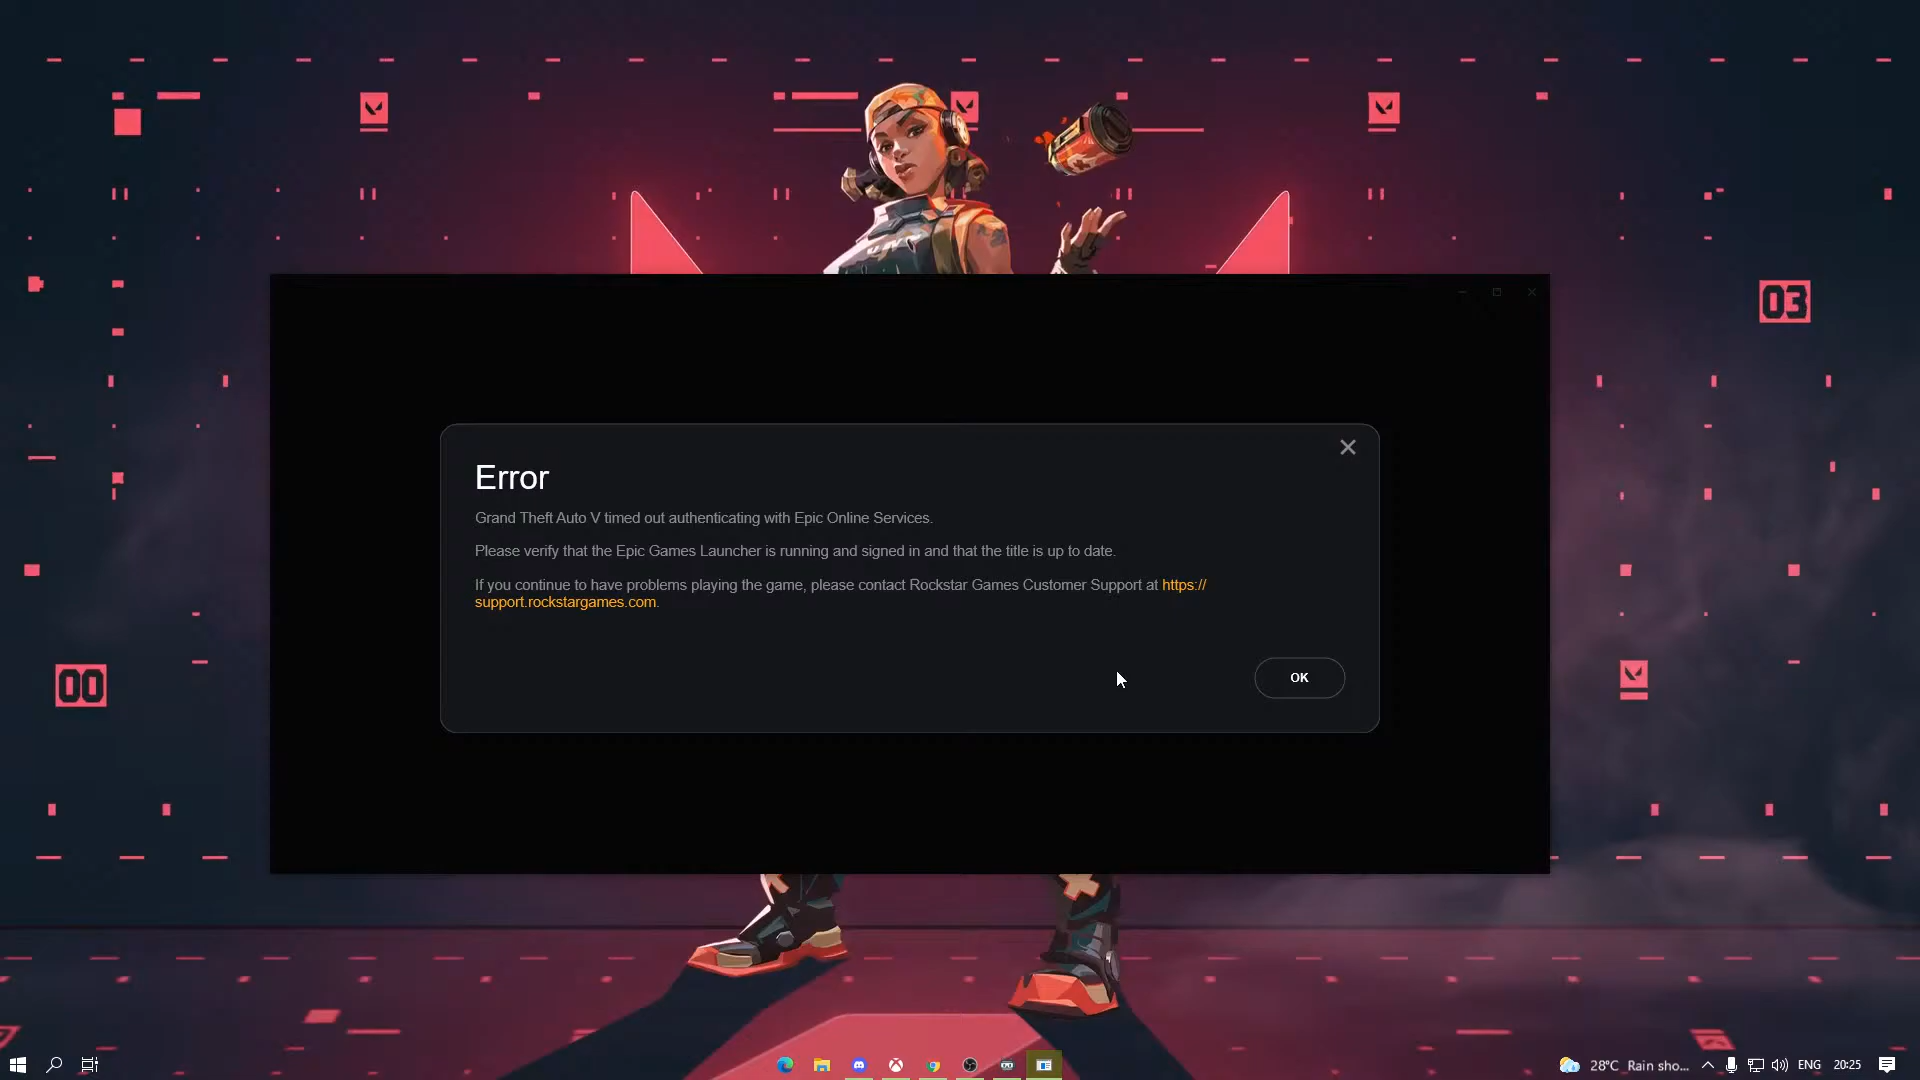 03
Error
Grand Theft Auto V timed out authenticating with Epic Online Services.
Please verify that the Epic Games Launcher is running and signed in and that the title is up to date.
If you continue to have problems playing the game, please contact Rockstar Games Customer Support at https://
support.rockstargames.com.
OK
00
28°C Rain sho... ENG 20:25